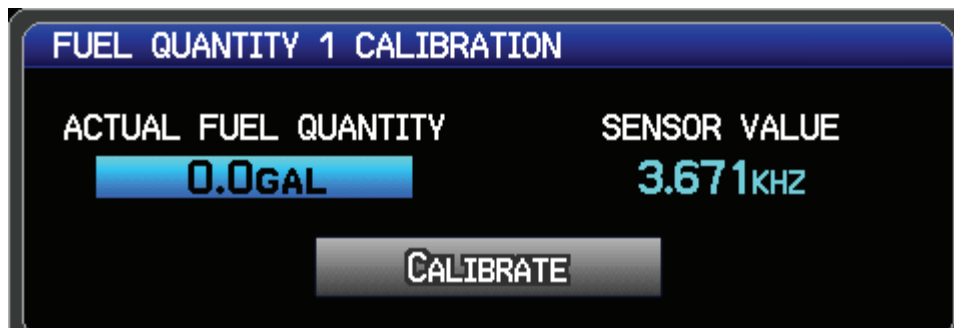 FUEL QUANTITY 1 CALIBRATION
ACTUAL FUEL QUANTITY SENSOR VALUE
0.0GAL 3.671KHZ
CALIBRATE